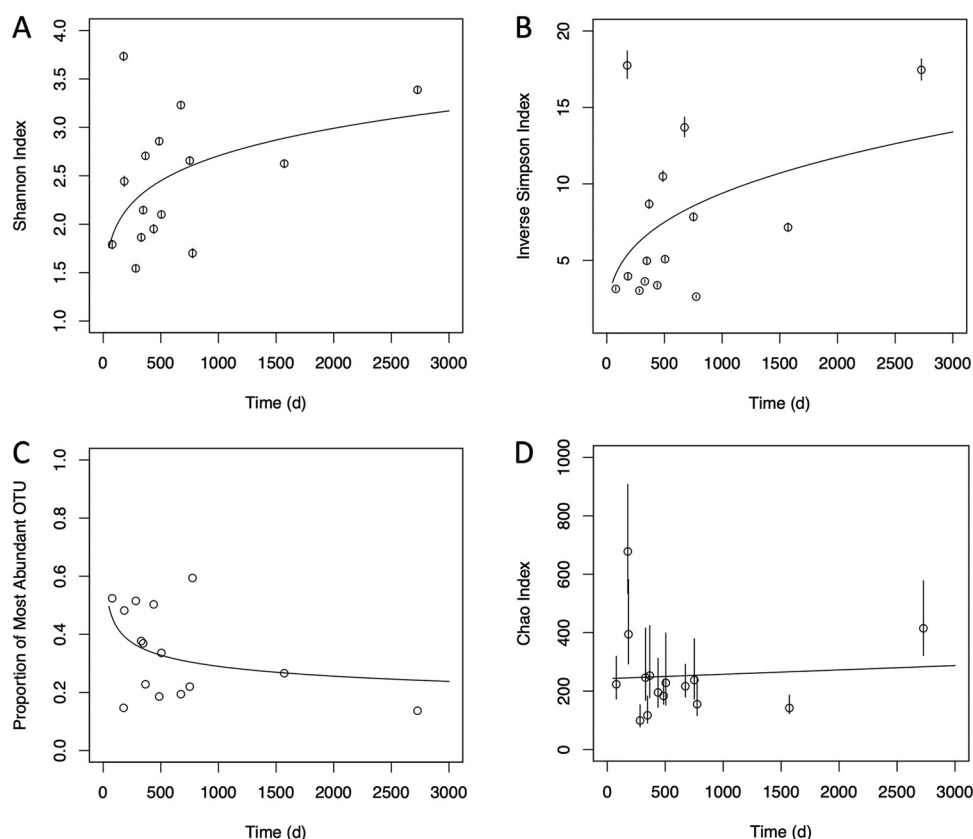 A
Shannon Index
4.0
3.5
3.0
2.5
2.0
1.5
1.0
0 500 1000 1500 2000 2500 3000
Time (d)
B
Inverse Simpson Index
20
15
10
5
0 500 1000 1500 2000 2500 3000
Time (d)
C
Proportion of Most Abundant OTU
1.0
0.8
0.6
0.4
0.2
0.0
0 500 1000 1500 2000 2500 3000
Time (d)
D
Chao Index
1000
800
600
400
200
0
0 500 1000 1500 2000 2500 3000
Time (d)